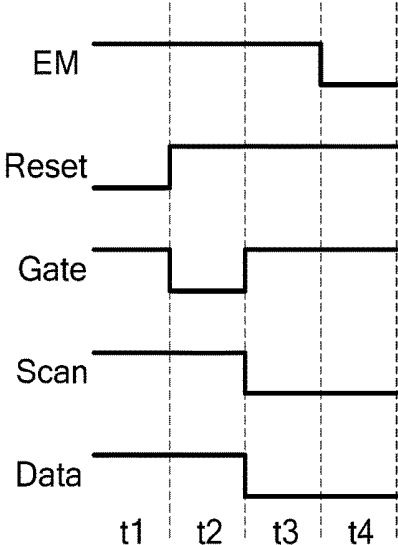 EM
Reset
Gate
Scan
Data
t1 t2 t3 t4